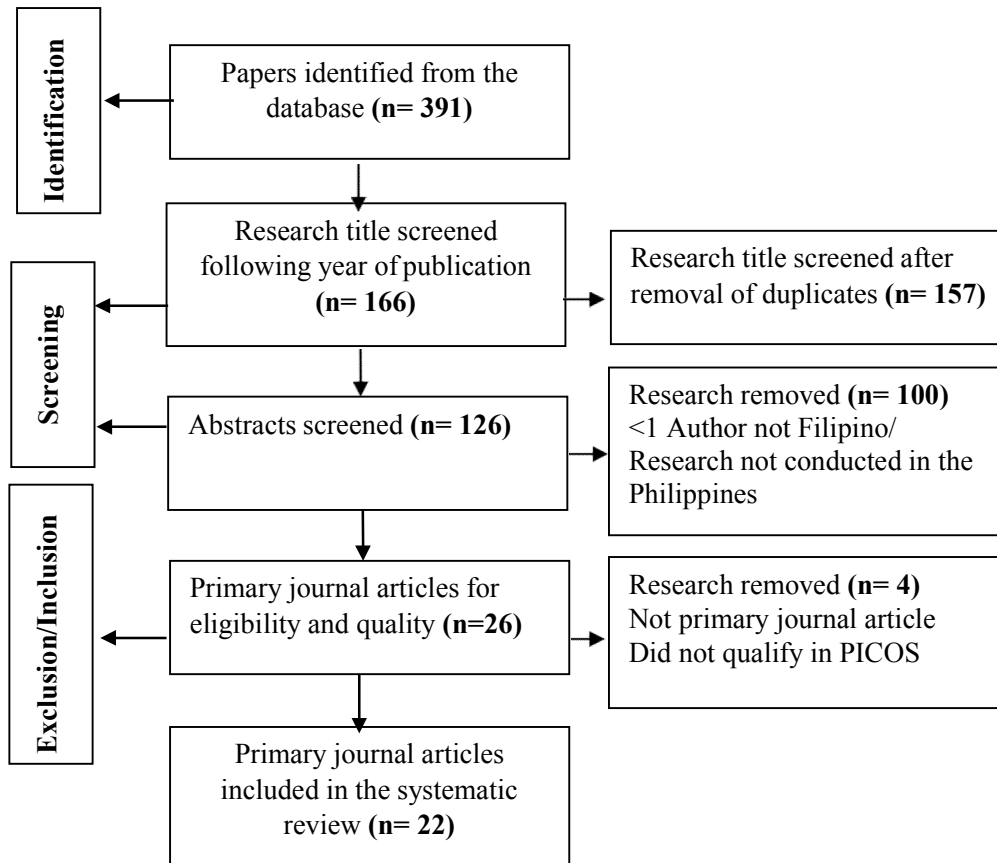 Identification
Papers identified from the
database (n= 391)
Screening
Research title screened
following year of publication
(n= 166)
Research title screened after
removal of duplicates (n= 157)
Abstracts screened (n= 126)
Research removed (n= 100)
<1 Author not Filipino/
Research not conducted in the
Philippines
Exclusion/Inclusion
Primary journal articles for
eligibility and quality (n=26)
Research removed (n= 4)
Not primary journal article
Did not qualify in PICOS
Primary journal articles
included in the systematic
review (n= 22)